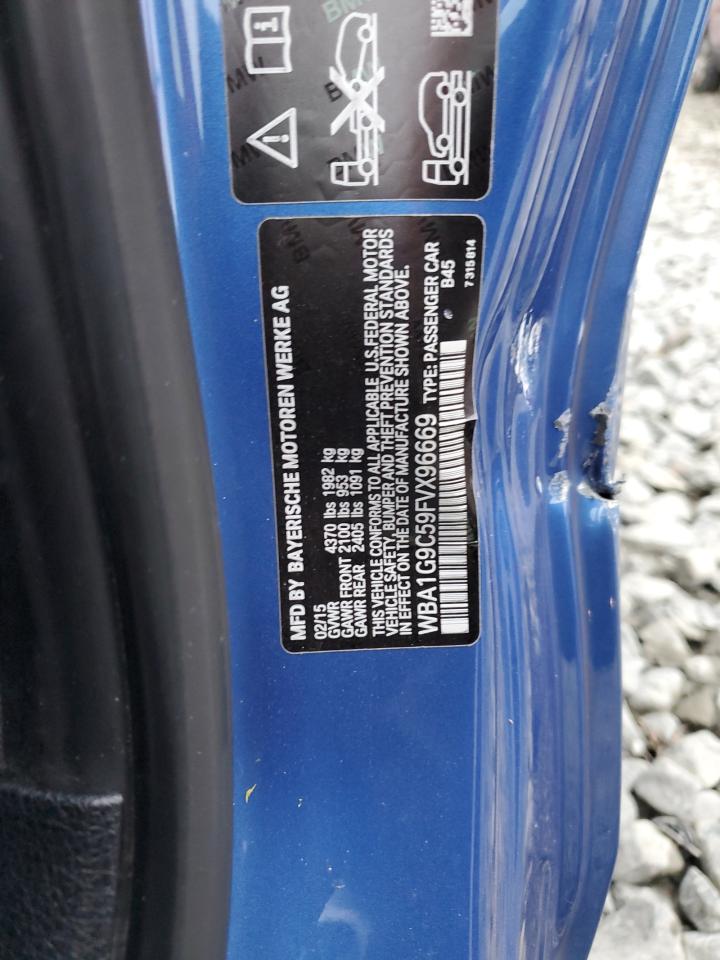 MFD BY BAYERISCHE MOTOREN WERKE AG
02/15
GVWR 4370 lbs 1982 kg
GAWR FRONT 2100 lbs 953 kg
GAWR REAR 2405 lbs 1091 kg
THIS VEHICLE CONFORMS TO ALL APPLICABLE U.S.FEDERAL MOTOR
VEHICLE SAFETY, BUMPER AND THEFT PREVENTION STANDARDS
IN EFFECT ON THE DATE OF MANUFACTURE SHOWN ABOVE.
WBA1G9C59FVX96669 TYPE: PASSENGER CAR
B45
7 315 814